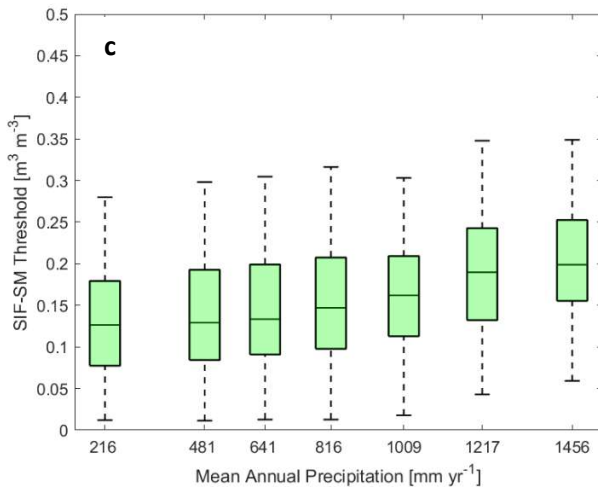 c
0.5
0.45
0.4
0.35
0.3
0.25
0.2
0.15
0.1
0.05
0
SIF-SM Threshold [m³ m⁻³]
216 481 641 816 1009 1217 1456
Mean Annual Precipitation [mm yr⁻¹]